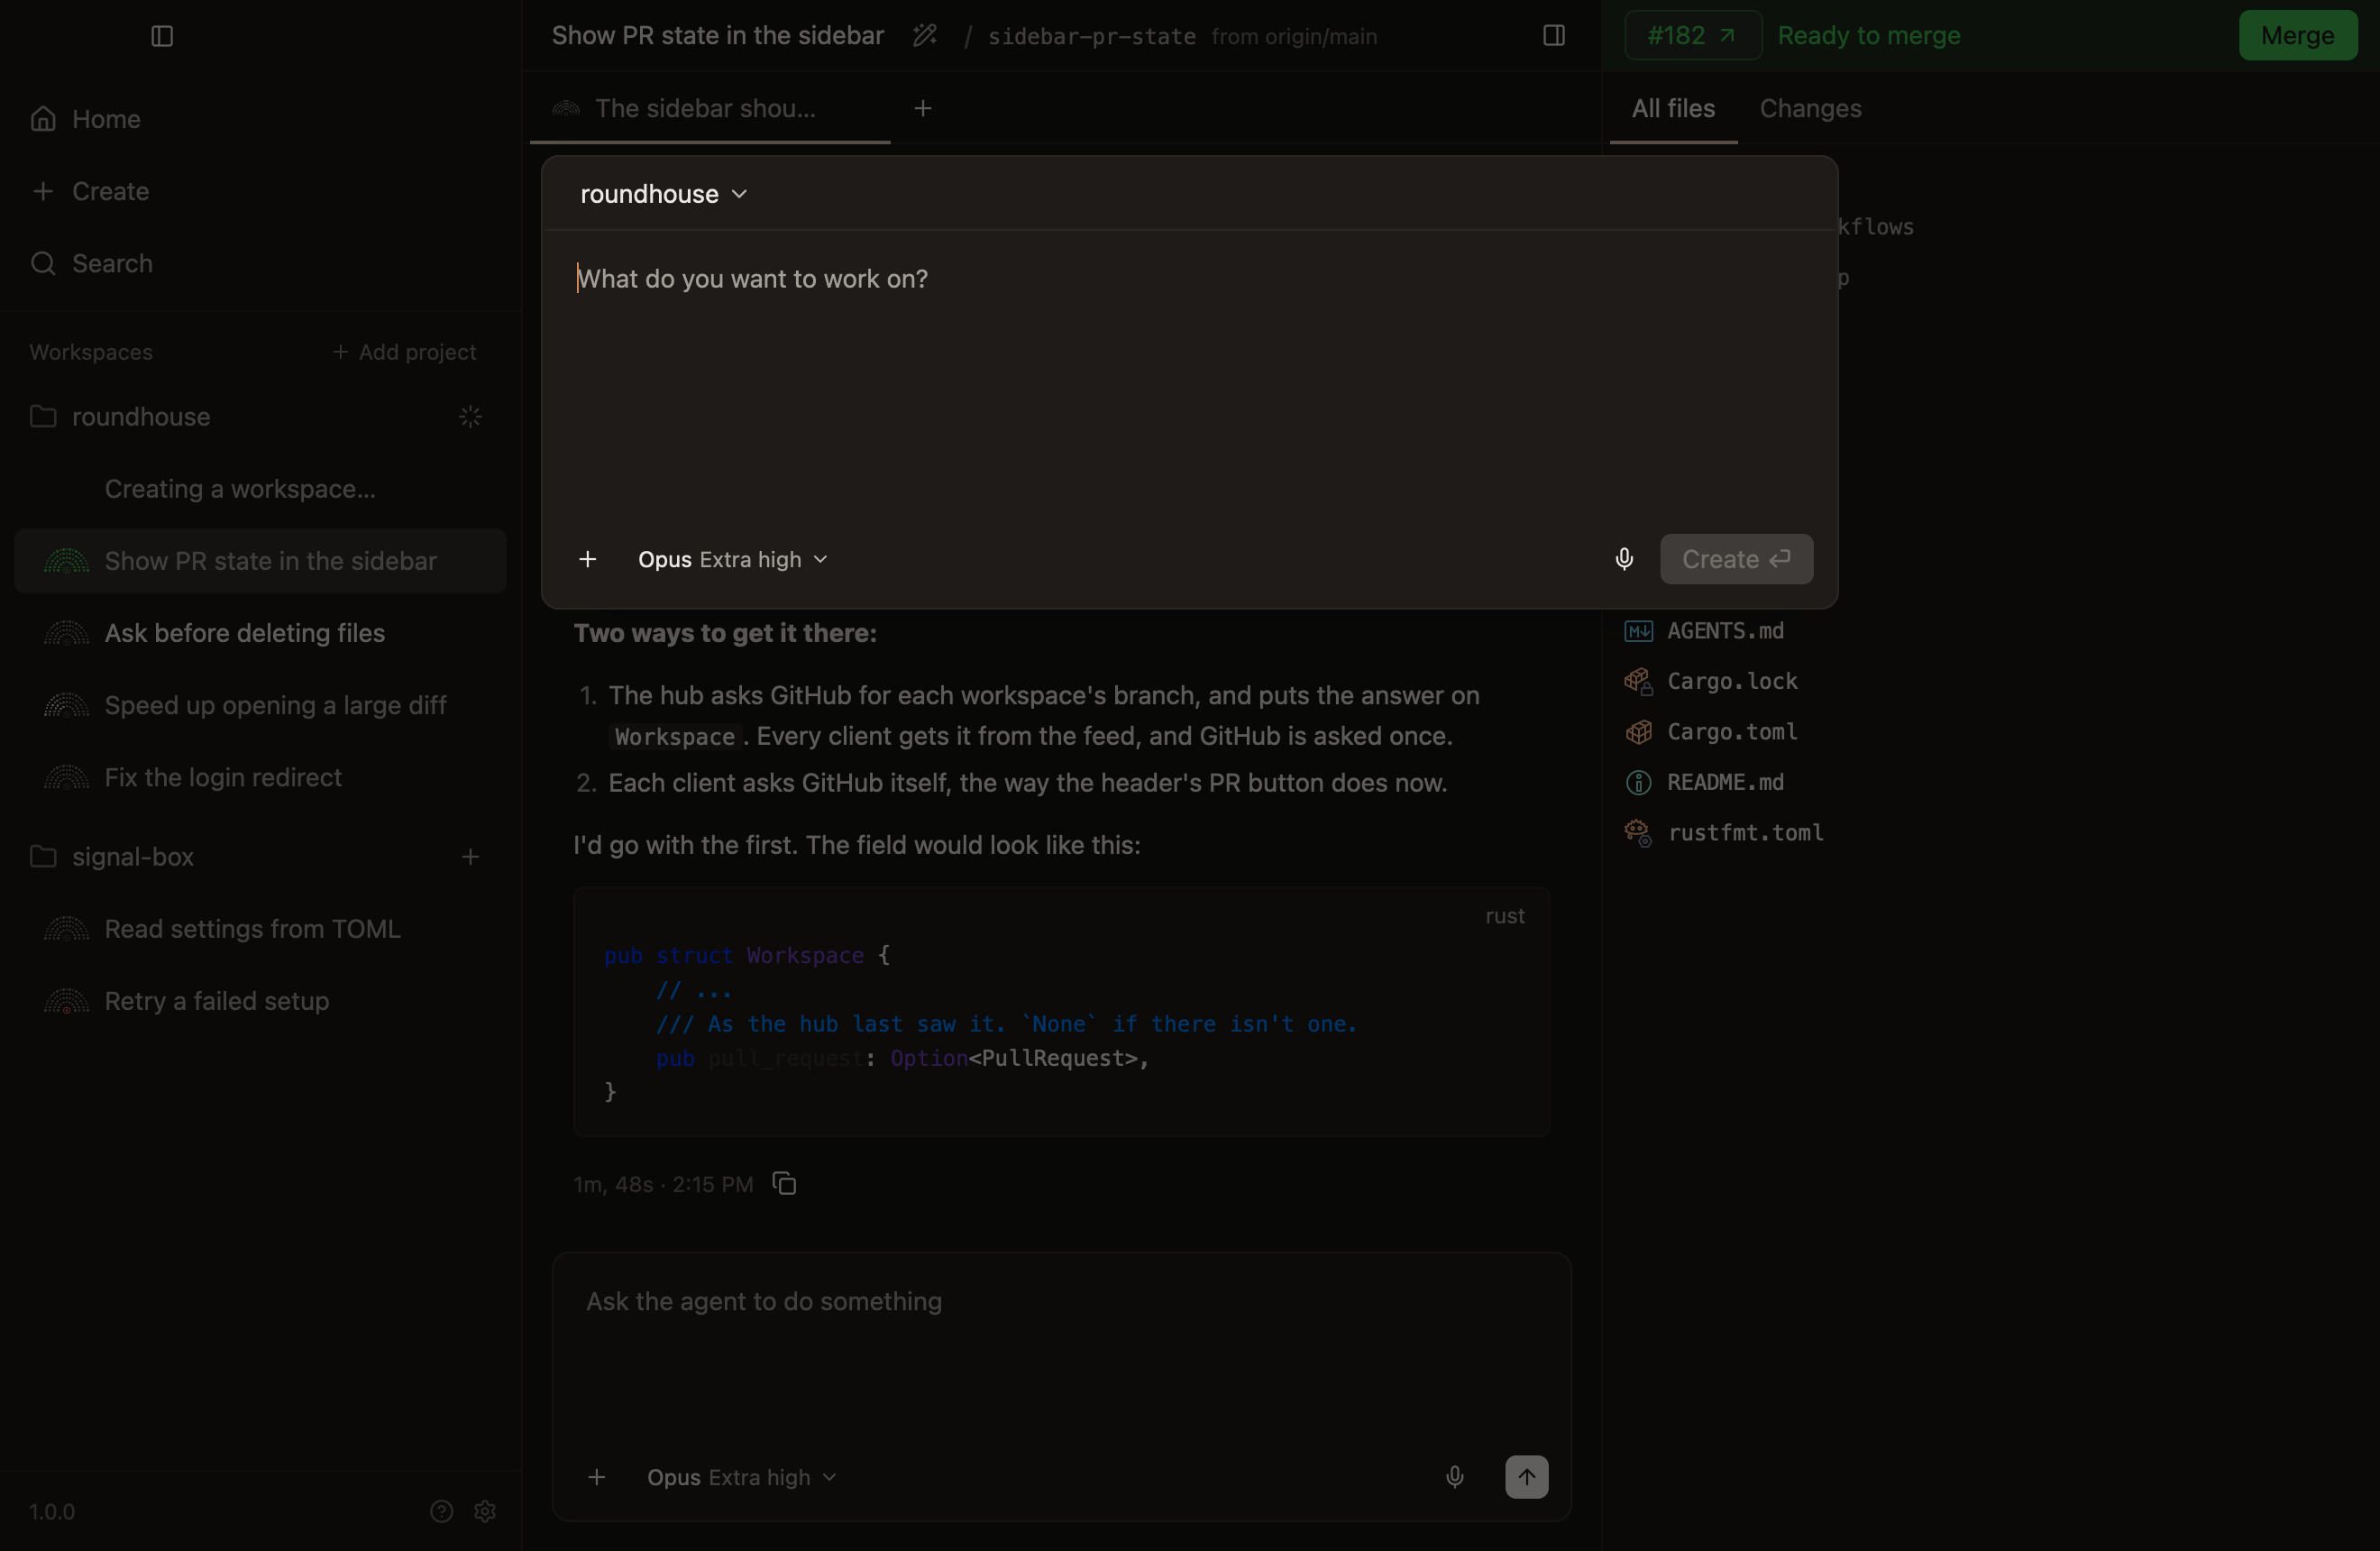 Home
Create
Search
Workspaces
Add project
roundhouse
Creating a workspace...
Show PR state in the sidebar
Ask before deleting files
Speed up opening a large diff
Fix the login redirect
signal-box
Read settings from TOML
Retry a failed setup
1.0.0
Show PR state in the sidebar / sidebar-pr-state from origin/main
The sidebar shou...
roundhouse
What do you want to work on?
Opus Extra high
Create
Two ways to get it there:
1. The hub asks GitHub for each workspace's branch, and puts the answer on
Workspace. Every client gets it from the feed, and GitHub is asked once.
2. Each client asks GitHub itself, the way the header's PR button does now.
I'd go with the first. The field would look like this:
rust
pub struct Workspace {
// ...
/// As the hub last saw it. `None` if there isn't one.
pub pull_request: Option<PullRequest>,
}
1m, 48s · 2:15 PM
Ask the agent to do something
Opus Extra high
#182
Ready to merge
Merge
All files
Changes
kflows
p
AGENTS.md
Cargo.lock
Cargo.toml
README.md
rustfmt.toml